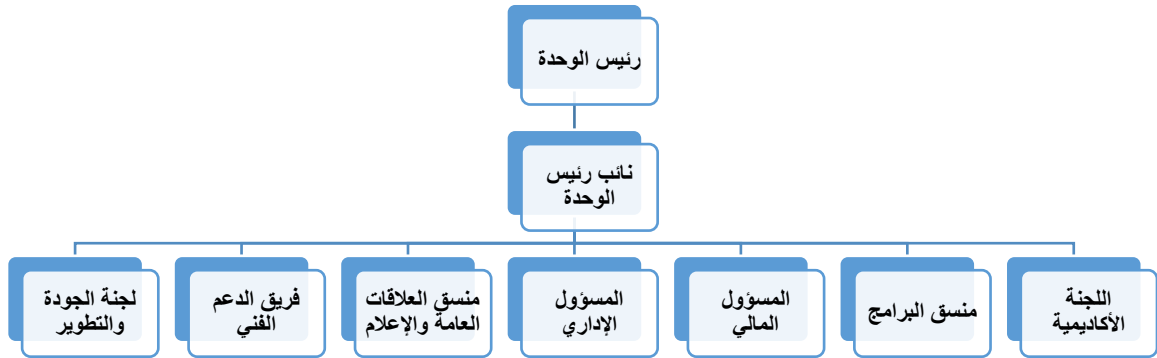 رئيس الوحدة
نائب رئيس
الوحدة
اللجنة
الأكاديمية
منسق البرامج
المسؤول
المالي
المسؤول
الإداري
منسق العلاقات
العامة والإعلام
فريق الدعم
الفني
لجنة الجودة
والتطوير